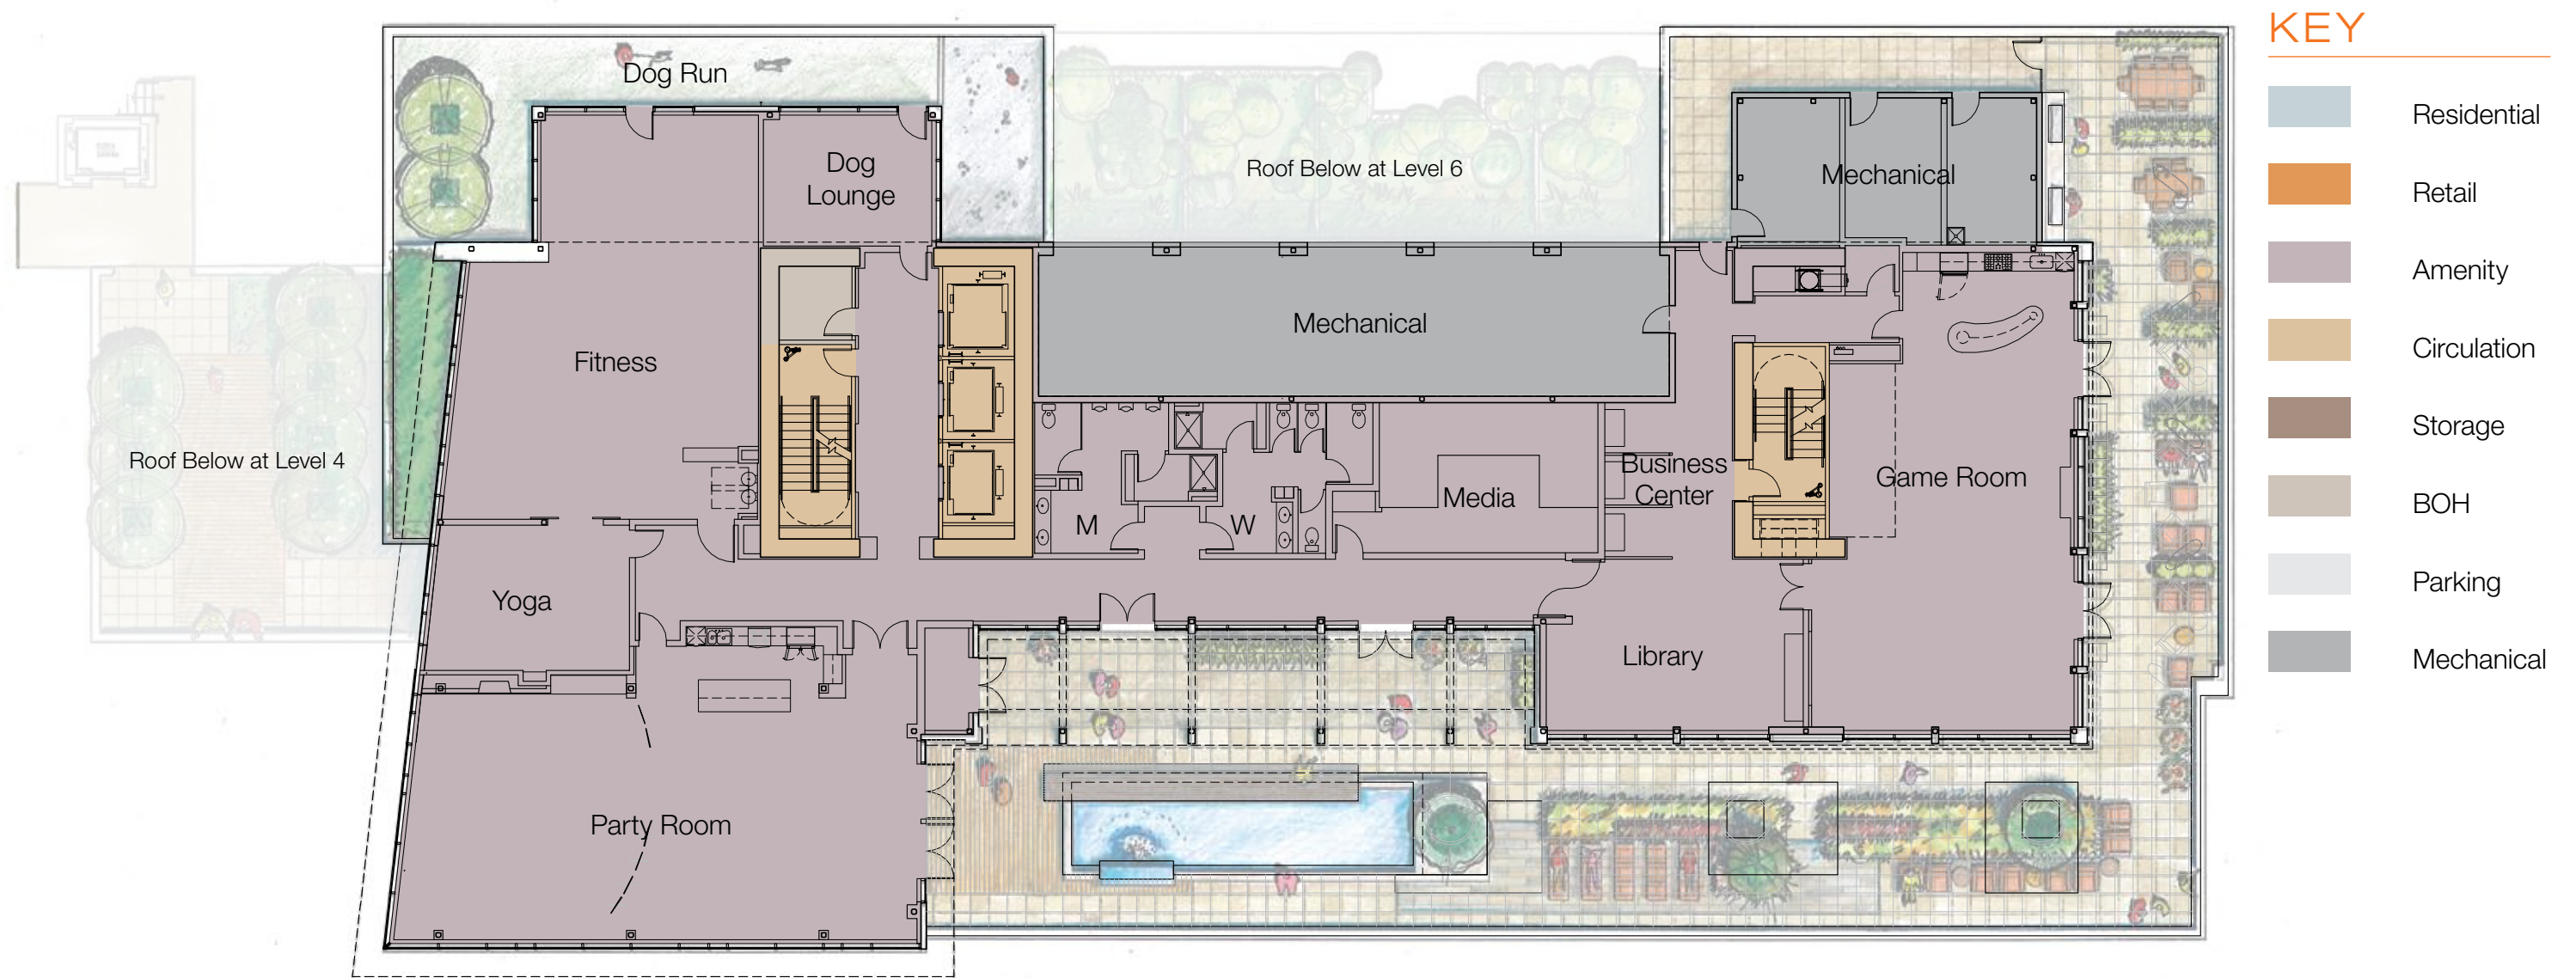 KEY
Residential
Retail
Amenity
Circulation
Storage
BOH
Parking
Mechanical
Dog Run
Dog
Lounge
Roof Below at Level 6
Mechanical
Mechanical
Fitness
Roof Below at Level 4
Business
Center
Game Room
Media
M
W
Yoga
Library
Party Room